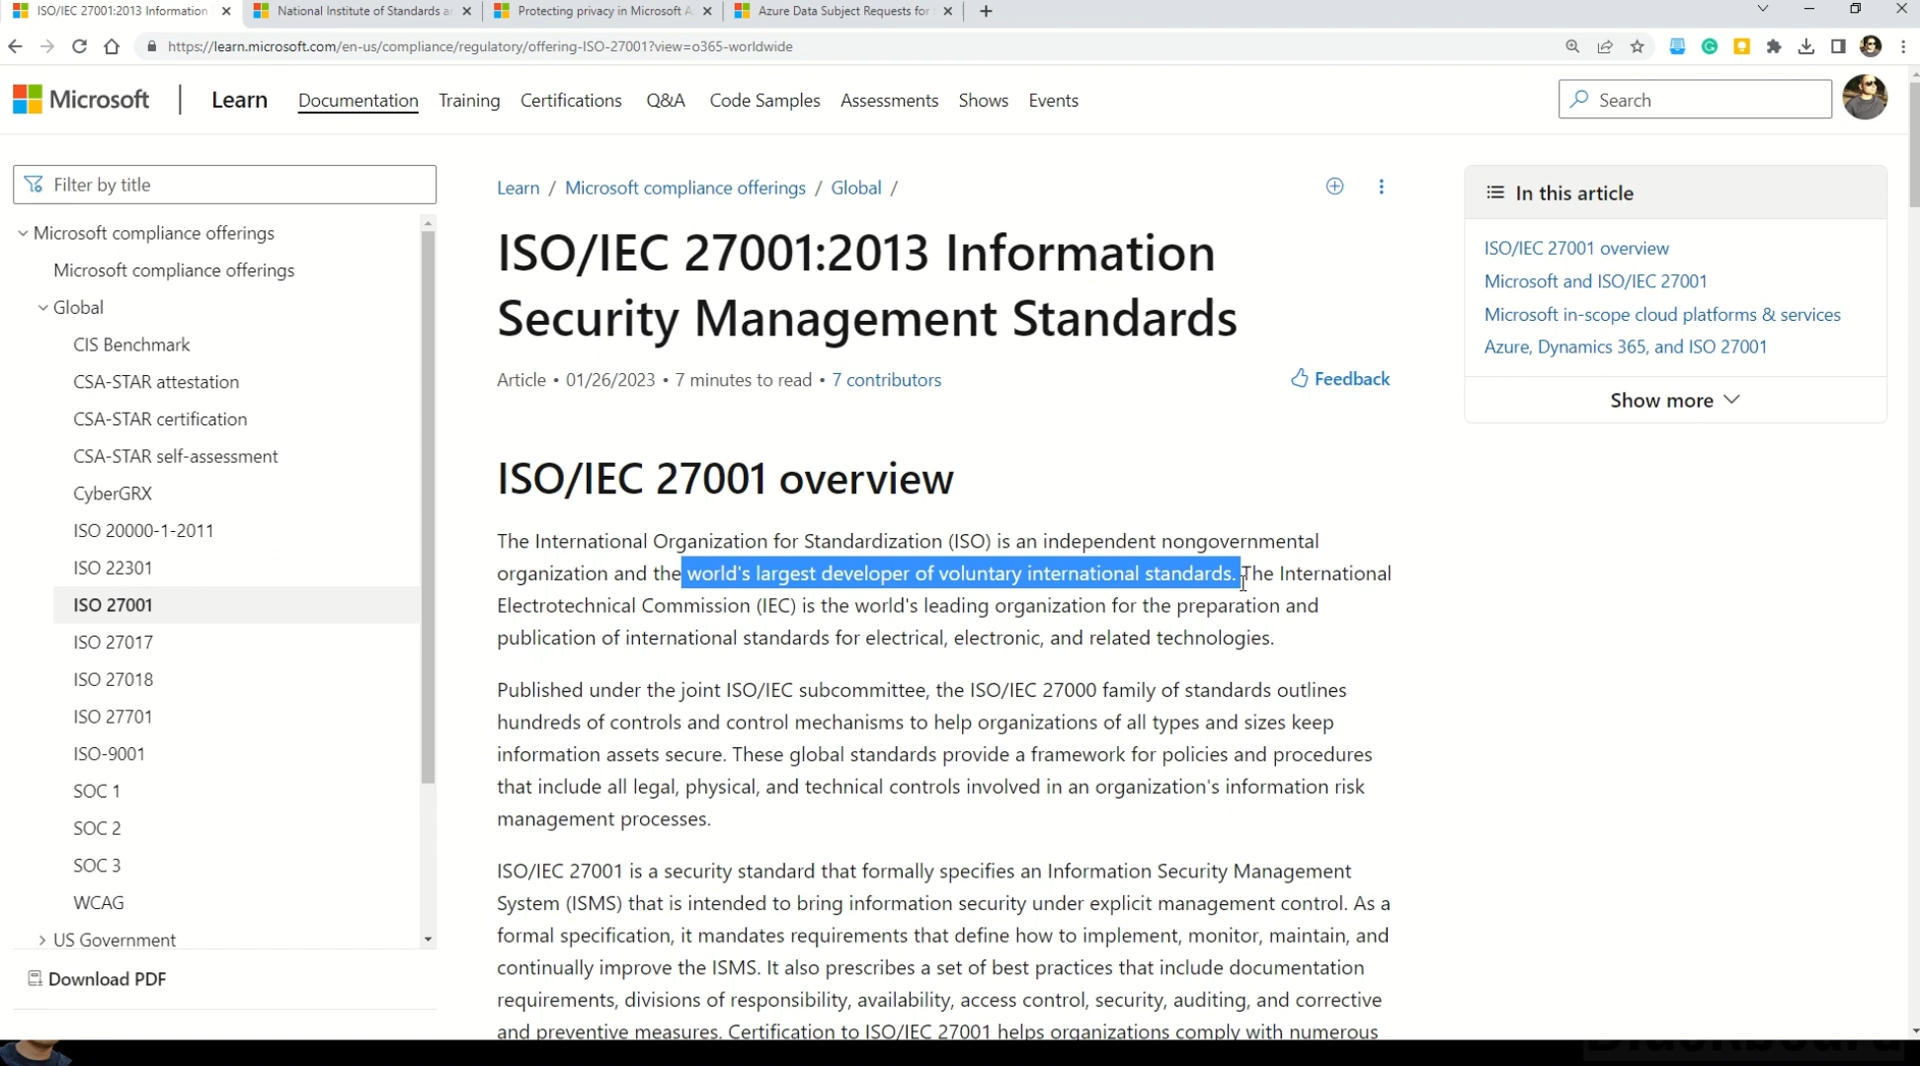 ISO/IEC 27001:2013 Information
National Institute of Standards a
Protecting privacy in Microsoft A
Azure Data Subject Requests for
https://learn.microsoft.com/en-us/compliance/regulatory/offering-ISO-27001?view=o365-worldwide
Microsoft
Learn
Documentation
Training
Certifications
Q&A
Code Samples
Assessments
Shows
Events
Search
Filter by title
Microsoft compliance offerings
Microsoft compliance offerings
Global
CIS Benchmark
CSA-STAR attestation
CSA-STAR certification
CSA-STAR self-assessment
CyberGRX
ISO 20000-1-2011
ISO 22301
ISO 27001
ISO 27017
ISO 27018
ISO 27701
ISO-9001
SOC 1
SOC 2
SOC 3
WCAG
US Government
Download PDF
Learn / Microsoft compliance offerings / Global /
ISO/IEC 27001:2013 Information
Security Management Standards
Article • 01/26/2023 • 7 minutes to read • 7 contributors
Feedback
ISO/IEC 27001 overview
The International Organization for Standardization (ISO) is an independent nongovernmental
organization and the world's largest developer of voluntary international standards. The International
Electrotechnical Commission (IEC) is the world's leading organization for the preparation and
publication of international standards for electrical, electronic, and related technologies.
Published under the joint ISO/IEC subcommittee, the ISO/IEC 27000 family of standards outlines
hundreds of controls and control mechanisms to help organizations of all types and sizes keep
information assets secure. These global standards provide a framework for policies and procedures
that include all legal, physical, and technical controls involved in an organization's information risk
management processes.
ISO/IEC 27001 is a security standard that formally specifies an Information Security Management
System (ISMS) that is intended to bring information security under explicit management control. As a
formal specification, it mandates requirements that define how to implement, monitor, maintain, and
continually improve the ISMS. It also prescribes a set of best practices that include documentation
requirements, divisions of responsibility, availability, access control, security, auditing, and corrective
and preventive measures. Certification to ISO/IEC 27001 helps organizations comply with numerous
In this article
ISO/IEC 27001 overview
Microsoft and ISO/IEC 27001
Microsoft in-scope cloud platforms & services
Azure, Dynamics 365, and ISO 27001
Show more